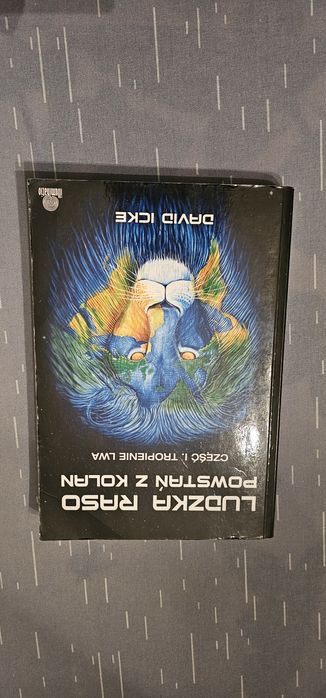 LUDZKA RASO
POWSTAŃ Z KOLAN
CZĘŚĆ I. TROPIENIE LWA
DAVID ICKE